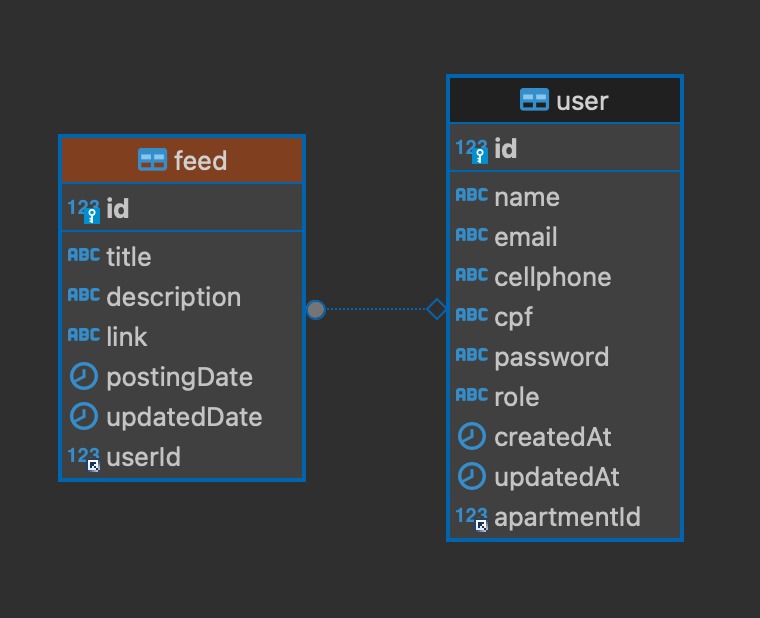 feed
123 id
ABC title
ABC description
ABC link
postingDate
updatedDate
123 userId
user
123 id
ABC name
ABC email
ABC cellphone
ABC cpf
ABC password
ABC role
createdAt
updatedAt
123 apartmentId